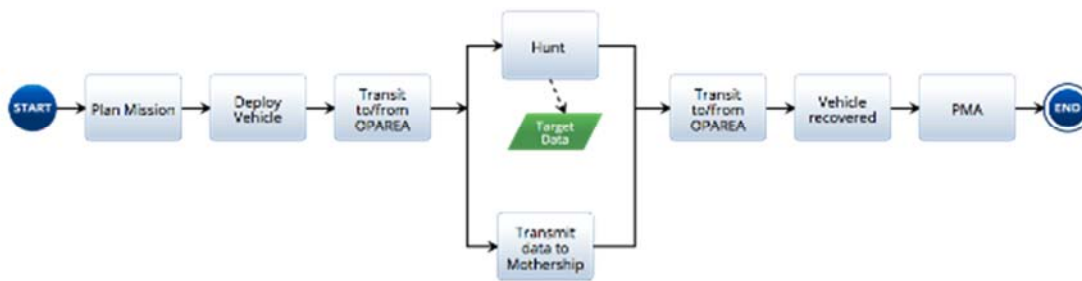 START
Plan Mission
Deploy
Vehicle
Transit
to/from
OPAREA
Hunt
Target
Data
Transmit
data to
Mothership
Transit
to/from
OPAREA
Vehicle
recovered
PMA
END